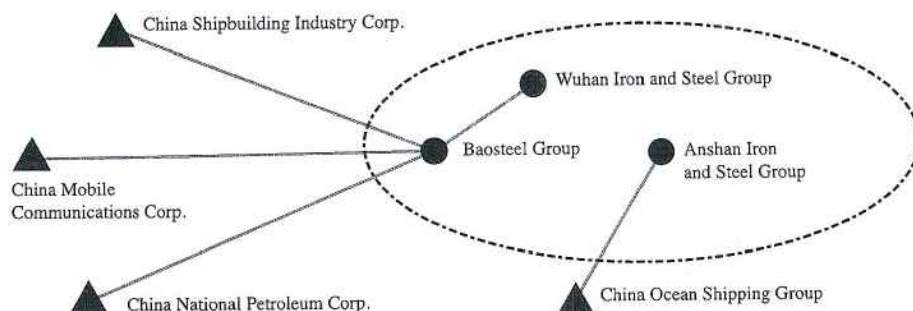 China Shipbuilding Industry Corp.
Wuhan Iron and Steel Group
Baosteel Group
Anshan Iron
and Steel Group
China Mobile
Communications Corp.
China National Petroleum Corp.
China Ocean Shipping Group